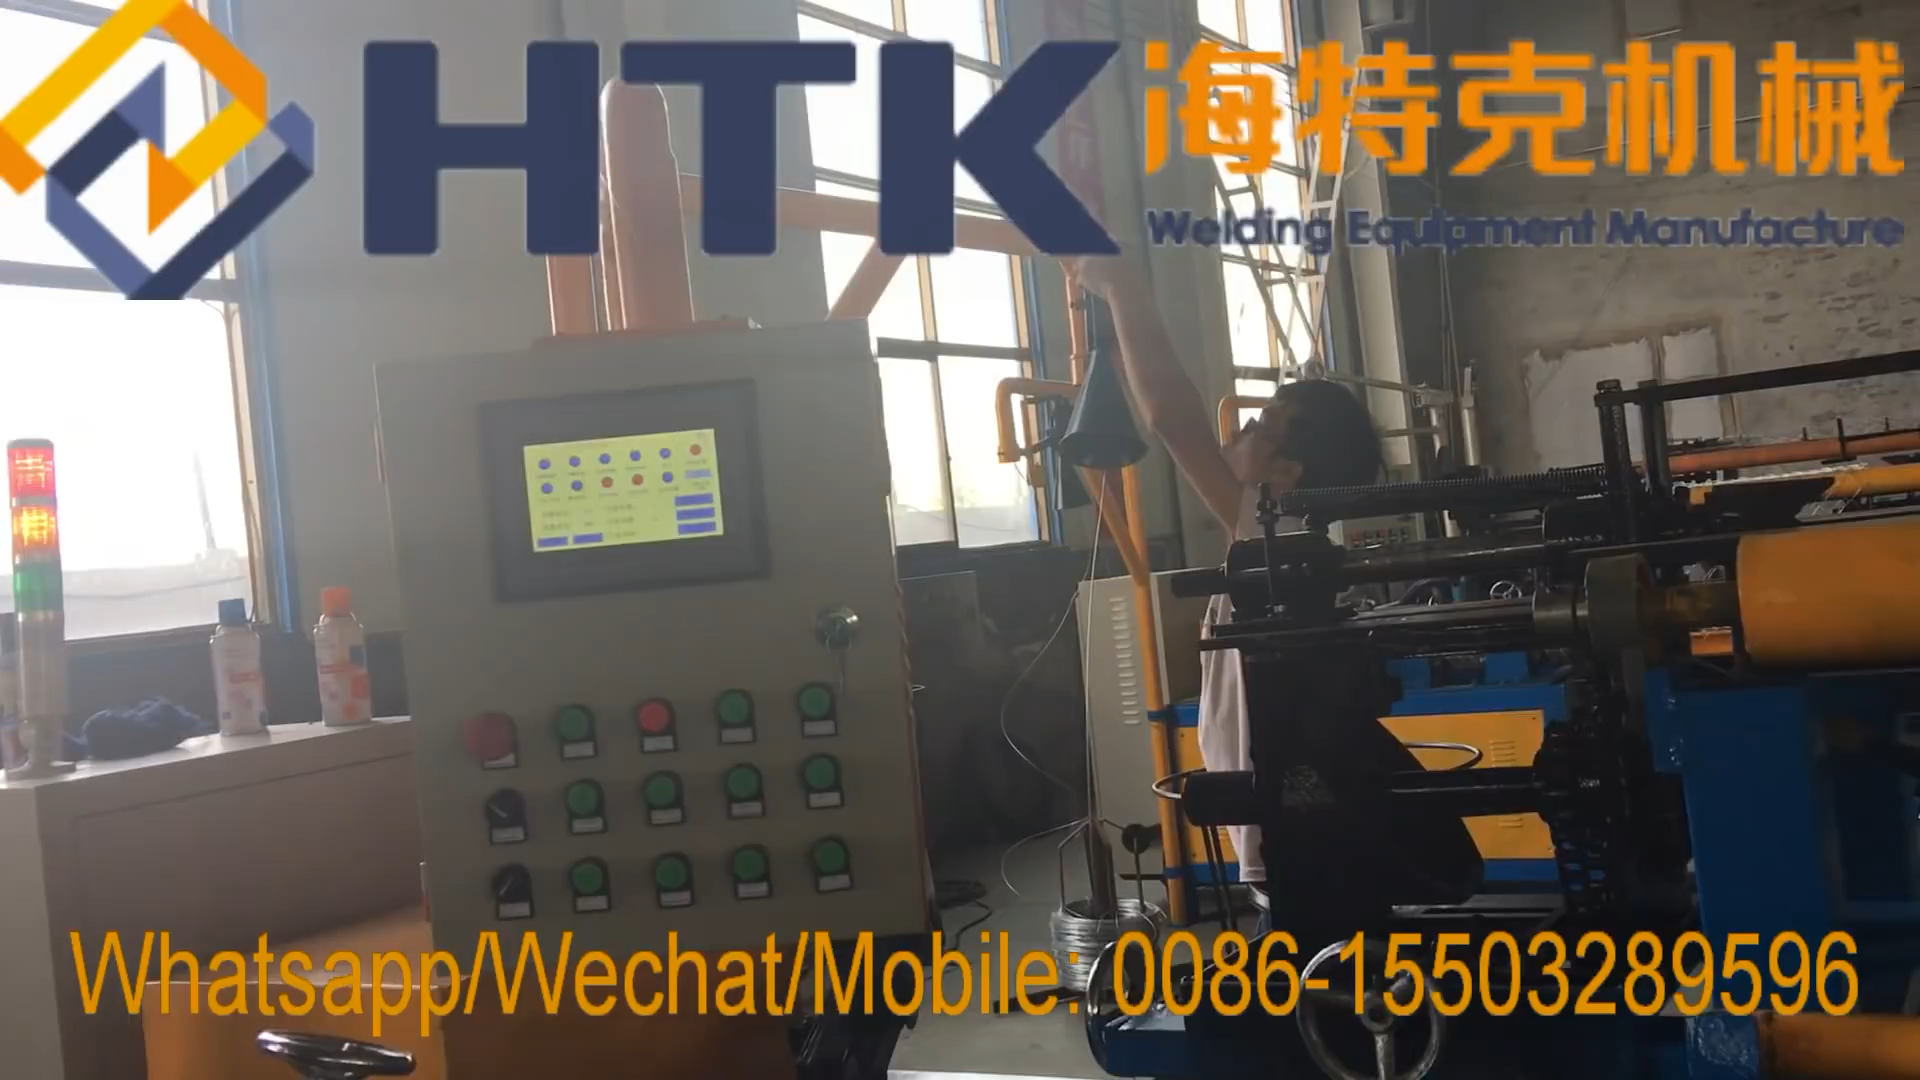 HTK 海特克机械
Welding Equipment Manufacture
Whatsapp/Wechat/Mobile: 0086-15503289596